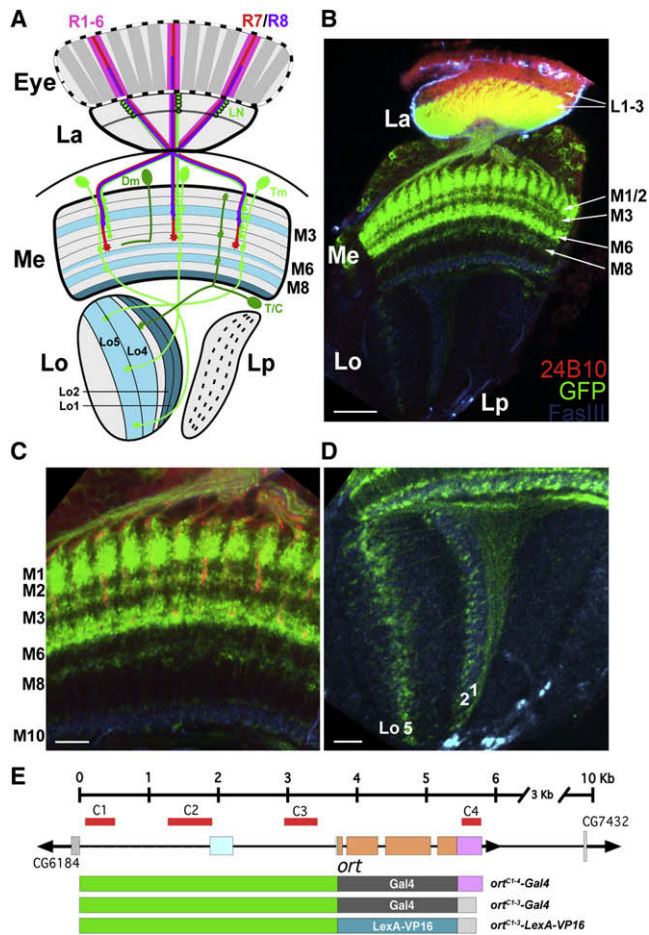 A
R1-6
R7/R8
Eye
LN
La
Dm
Tm
M3
Me
M6
M8
T/C
Lo
Lo5
Lo4
Lp
Lo2
Lo1
B
La
L1-3
M1/2
M3
M6
M8
Me
Lo
Lp
24B10
GFP
FasIII
C
M1
M2
M3
M6
M8
M10
D
Lo 5
2
1
E
0 1 2 3 4 5 6 3 Kb 10 Kb
C1 C2 C3 C4
CG7432
CG6184
ort
Gal4 ortC1-4-Gal4
Gal4 ortC1-3-Gal4
LexA-VP16 ortC1-3-LexA-VP16